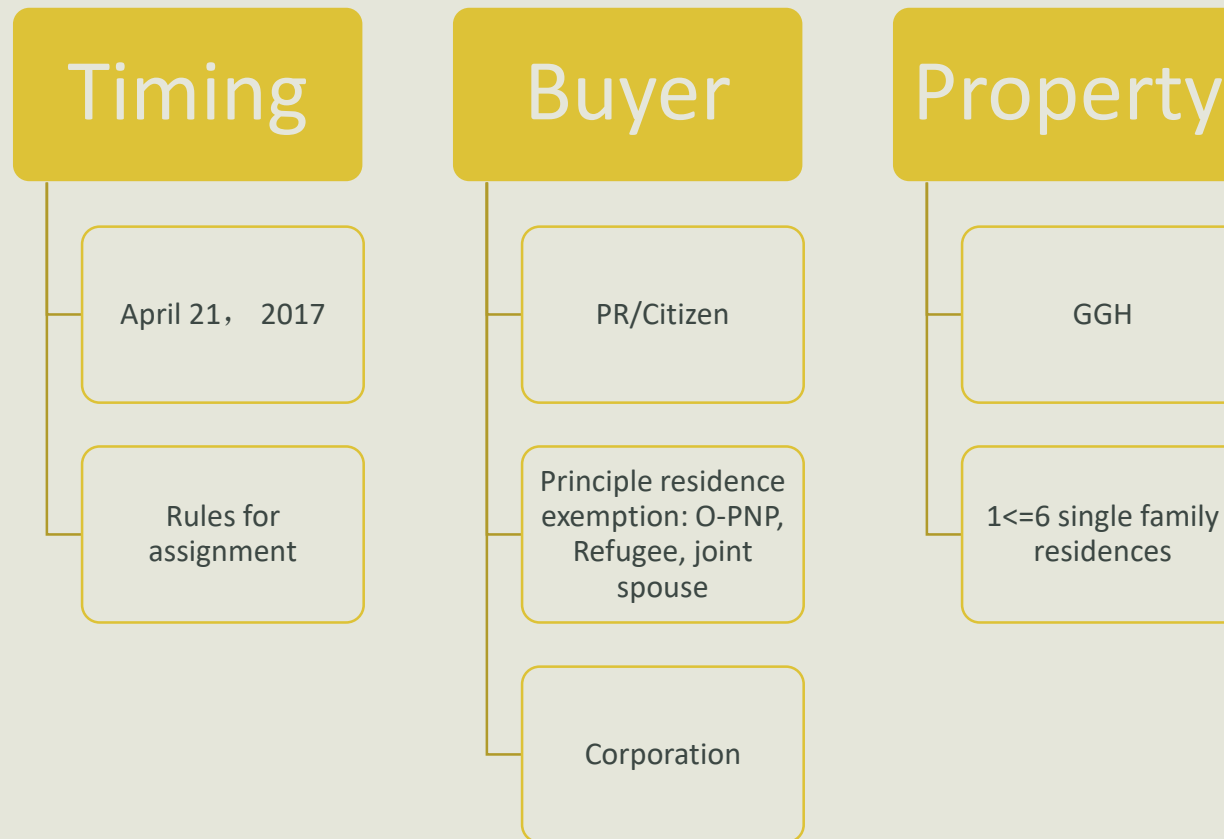 Timing
April 21， 2017
Rules for
assignment
Buyer
PR/Citizen
Principle residence
exemption: O-PNP,
Refugee, joint
spouse
Corporation
Property
GGH
1<=6 single family
residences